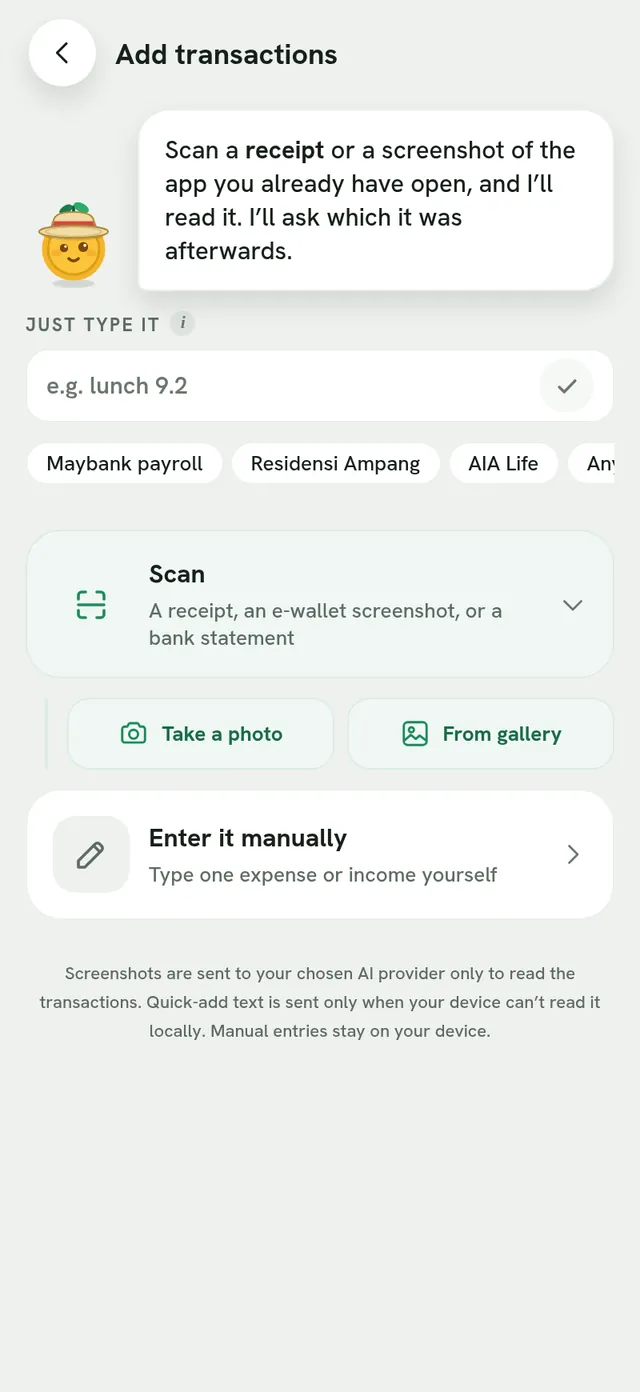 Add transactions
Scan a receipt or a screenshot of the
app you already have open, and I’ll
read it. I’ll ask which it was
afterwards.
JUST TYPE IT i
e.g. lunch 9.2
Maybank payroll Residensi Ampang AIA Life
Scan
A receipt, an e-wallet screenshot, or a
bank statement
Take a photo From gallery
Enter it manually
Type one expense or income yourself
Screenshots are sent to your chosen AI provider only to read the
transactions. Quick-add text is sent only when your device can’t read it
locally. Manual entries stay on your device.